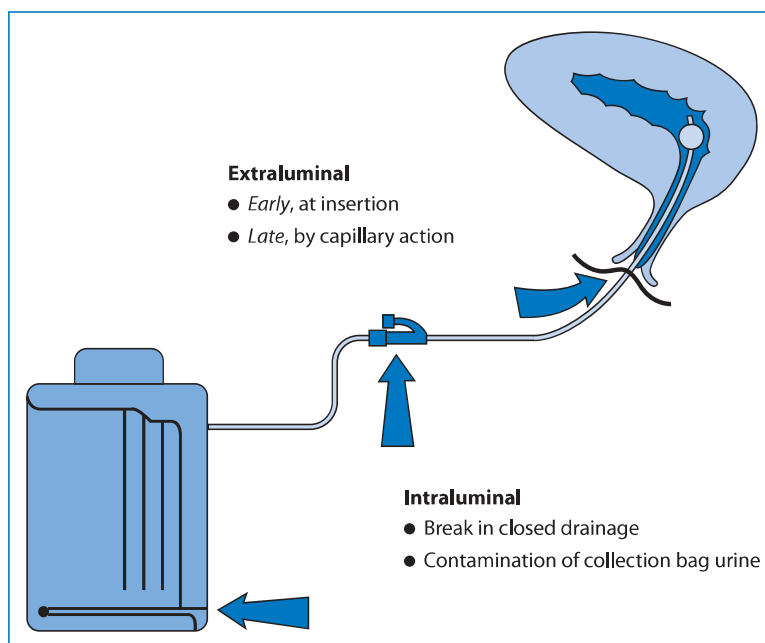 Extraluminal
● Early, at insertion
● Late, by capillary action
Intraluminal
● Break in closed drainage
● Contamination of collection bag urine